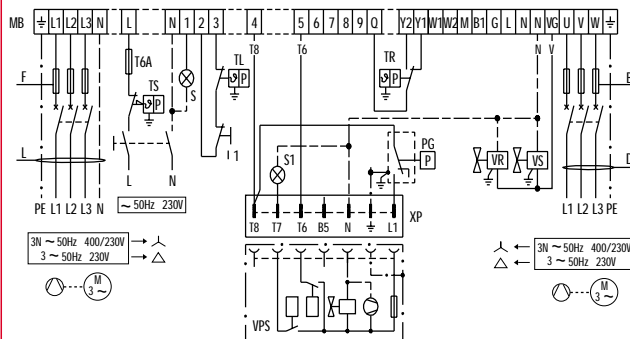 MB L1 L2 L3 N L N 1 2 3 4 5 6 7 8 9 Q Y2 Y1 W1 W2 M B1 G L N N VG U V W
T8 T6 N V
T6A TL TR
F TS ϑ P ϑ P ϑ P
S
L 1 S1 PG P VR VS
L N
PE L1 L2 L3 N ~ 50Hz 230V XP L1 L2 L3 PE
T8 T7 T6 B5 N L1
3N ~ 50Hz 400/230V
3 ~ 50Hz 230V
3N ~ 50Hz 400/230V
3 ~ 50Hz 230V
M
3 ~
VPS
M
3 ~